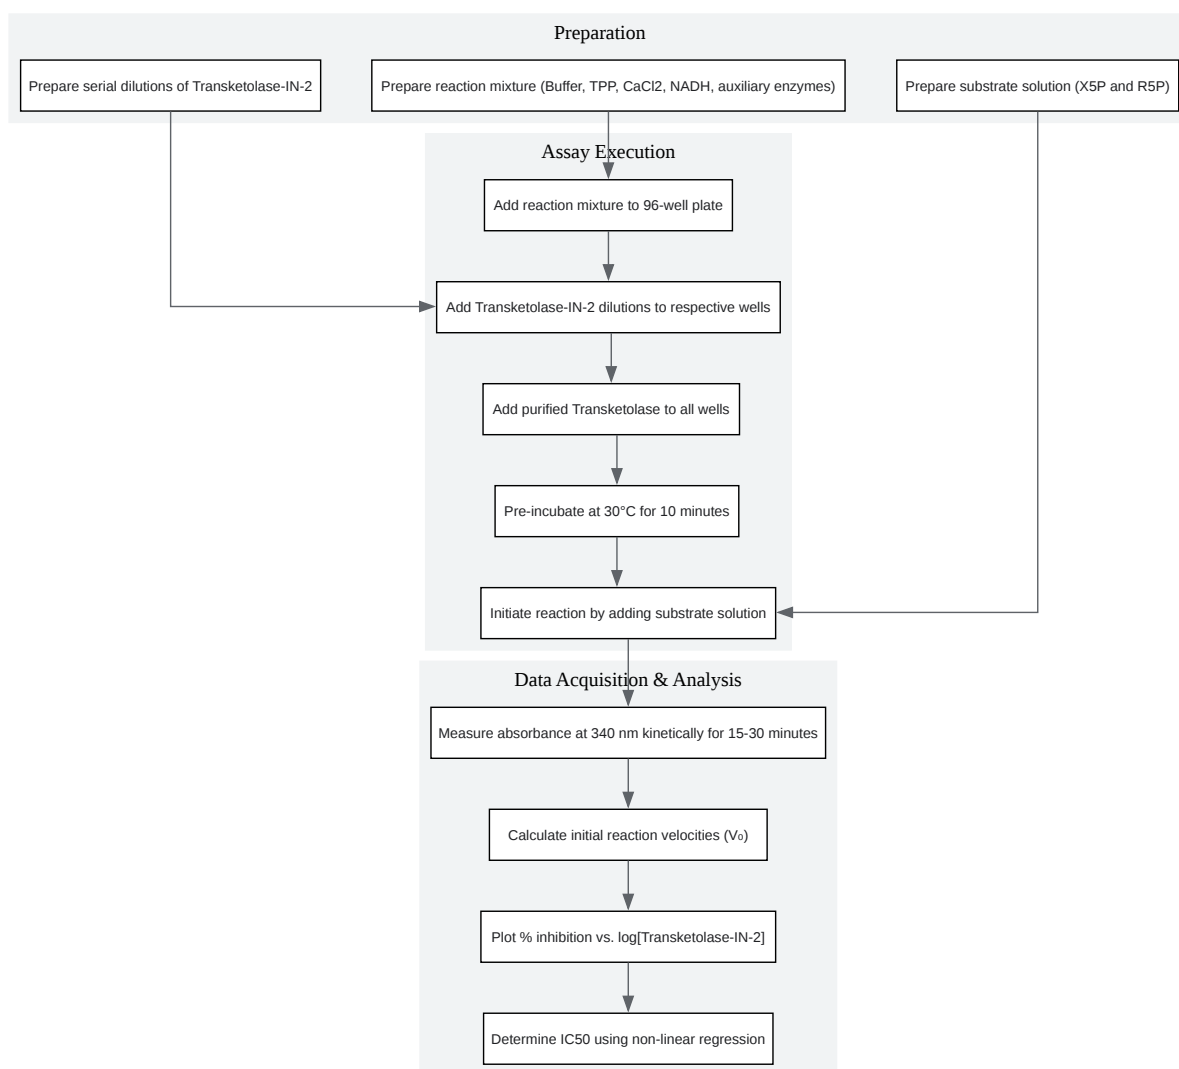 Preparation
Prepare serial dilutions of Transketolase-IN-2
Prepare reaction mixture (Buffer, TPP, CaCl2, NADH, auxiliary enzymes)
Prepare substrate solution (X5P and R5P)
Assay Execution
Add reaction mixture to 96-well plate
Add Transketolase-IN-2 dilutions to respective wells
Add purified Transketolase to all wells
Pre-incubate at 30°C for 10 minutes
Initiate reaction by adding substrate solution
Data Acquisition & Analysis
Measure absorbance at 340 nm kinetically for 15-30 minutes
Calculate initial reaction velocities (V₀)
Plot % inhibition vs. log[Transketolase-IN-2]
Determine IC50 using non-linear regression